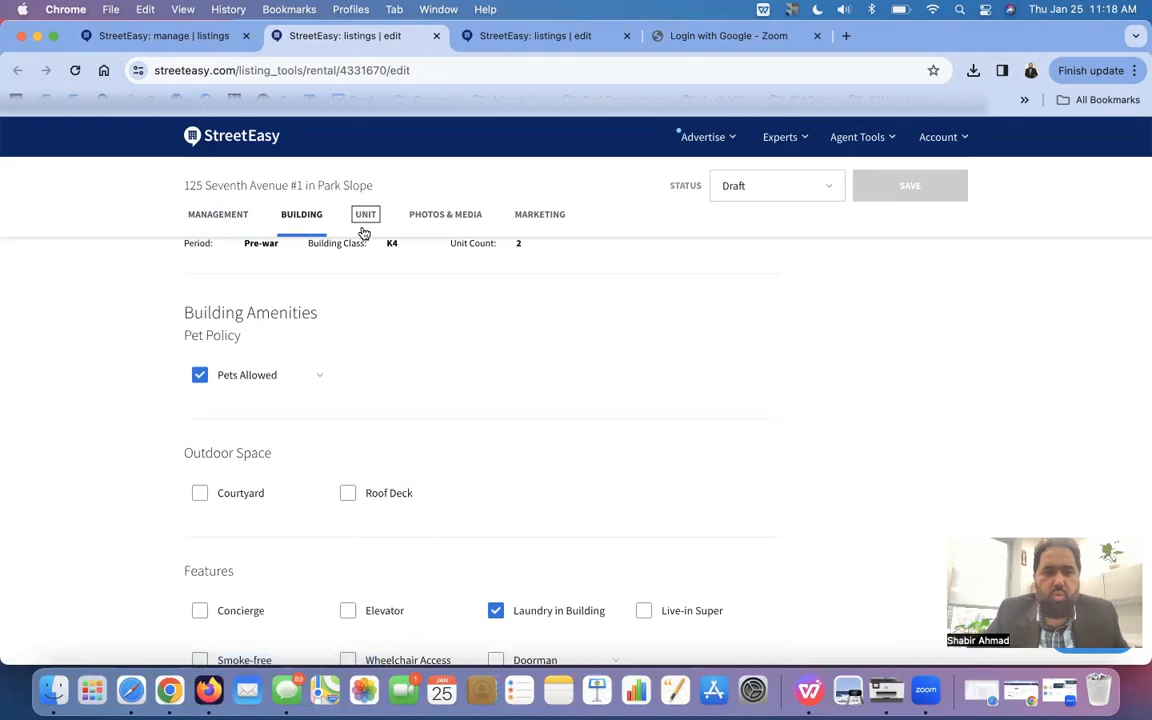 Chrome File Edit View History Bookmarks Profiles Tab Window Help Thu Jan 25 11:18 AM
StreetEasy: manage | listings StreetEasy: listings | edit StreetEasy: listings | edit Login with Google - Zoom
streeteasy.com/listing_tools/rental/4331670/edit Finish update
All Bookmarks
StreetEasy Advertise Experts Agent Tools Account
125 Seventh Avenue #1 in Park Slope STATUS Draft SAVE
MANAGEMENT BUILDING UNIT PHOTOS & MEDIA MARKETING
Period: Pre-war Building Class: K4 Unit Count: 2
Building Amenities
Pet Policy
Pets Allowed
Outdoor Space
Courtyard Roof Deck
Features
Concierge Elevator Laundry in Building Live-in Super
Smoke-free Wheelchair Access Doorman
Shabir Ahmad
89 1 JAN 25 zoom